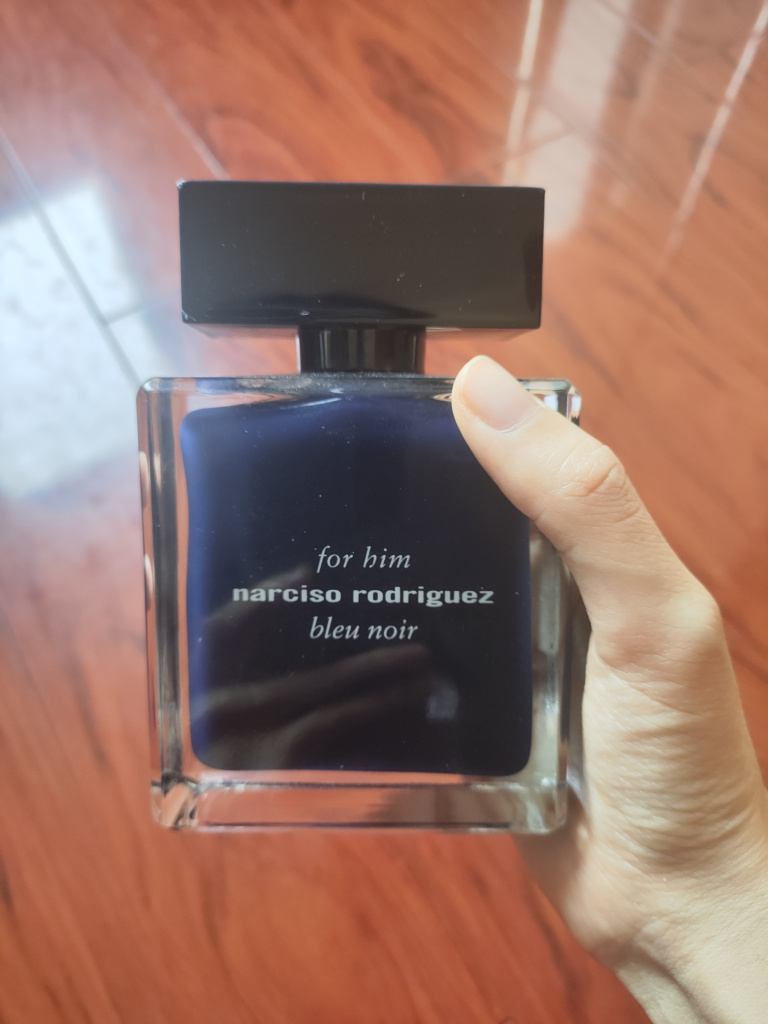 for him
narciso rodriguez
bleu noir